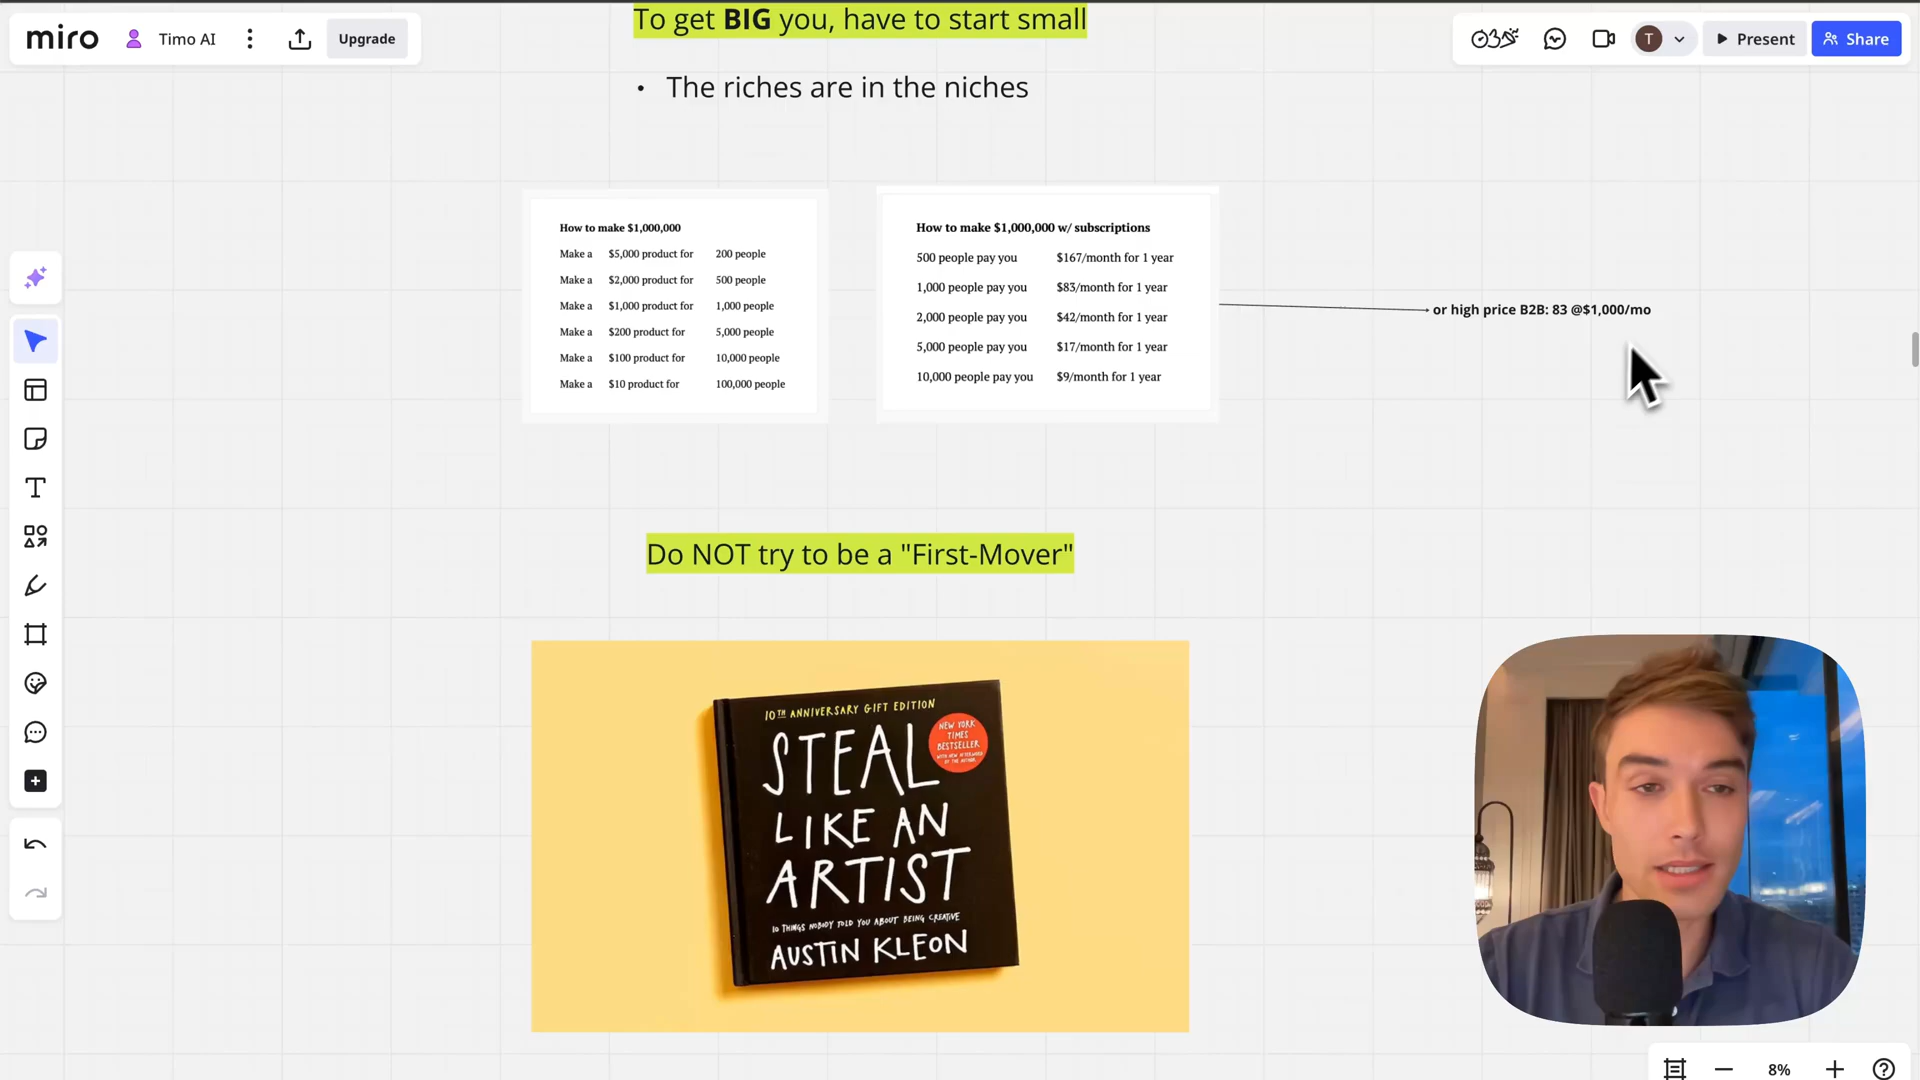 miro
Timo AI
Upgrade
T
Present
Share
To get BIG you, have to start small
• The riches are in the niches
How to make $1,000,000
Make a $5,000 product for 200 people
Make a $2,000 product for 500 people
Make a $1,000 product for 1,000 people
Make a $200 product for 5,000 people
Make a $100 product for 10,000 people
Make a $10 product for 100,000 people
How to make $1,000,000 w/ subscriptions
500 people pay you $167/month for 1 year
1,000 people pay you $83/month for 1 year
2,000 people pay you $42/month for 1 year
5,000 people pay you $17/month for 1 year
10,000 people pay you $9/month for 1 year
or high price B2B: 83 @$1,000/mo
Do NOT try to be a "First-Mover"
10TH ANNIVERSARY GIFT EDITION
NEW YORK
TIMES
BESTSELLER
WITH NEW AFTERWORD
BY THE AUTHOR
STEAL
LIKE AN
ARTIST
10 THINGS NOBODY TOLD YOU ABOUT BEING CREATIVE
AUSTIN KLEON
8%